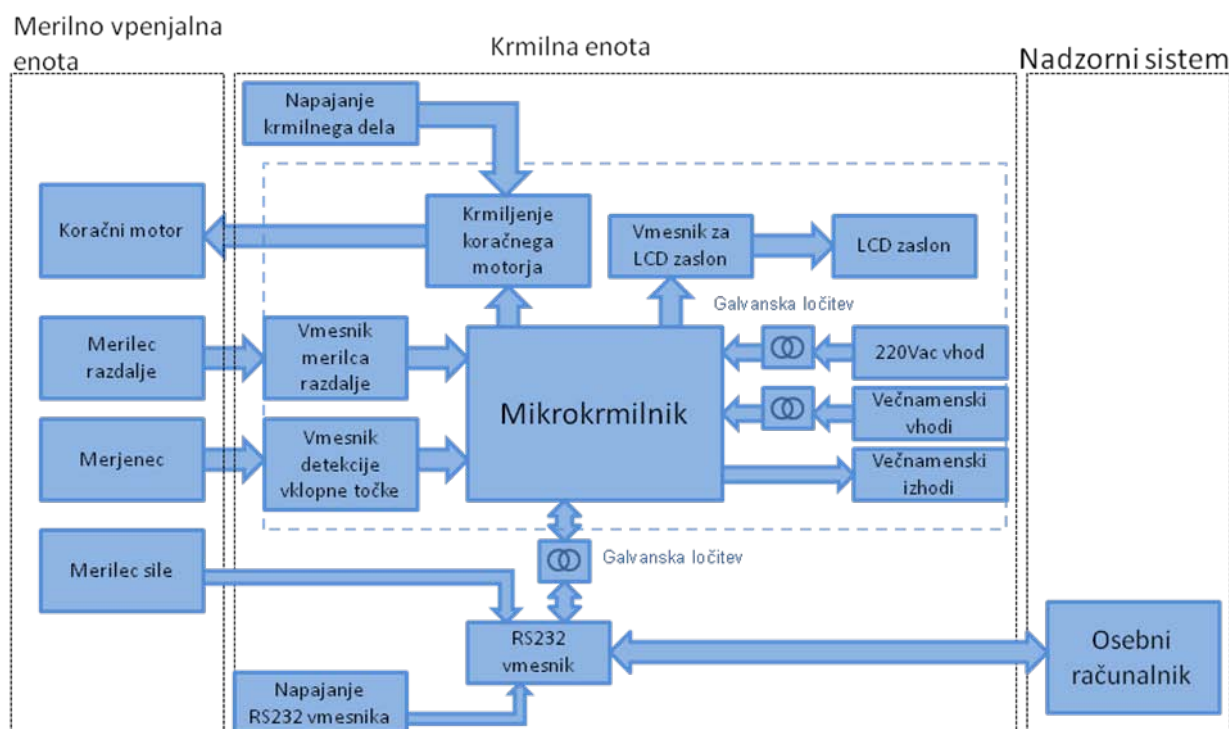 Merilno vpenjalna
enota
Krmilna enota
Nadzorni sistem
Napajanje
krmilnega dela
Koračni motor
Krmiljenje
koračnega
motorja
Vmesnik za
LCD zaslon
LCD zaslon
Galvanska ločitev
Merilec
razdalje
Vmesnik
merilca
razdalje
Mikrokrmilnik
220Vac vhod
Večnamenski
vhodi
Merjenec
Vmesnik
detekcije
vklopne točke
Večnamenski
izhodi
Galvanska ločitev
Merilec sile
RS232
vmesnik
Osebni
računalnik
Napajanje
RS232 vmesnika